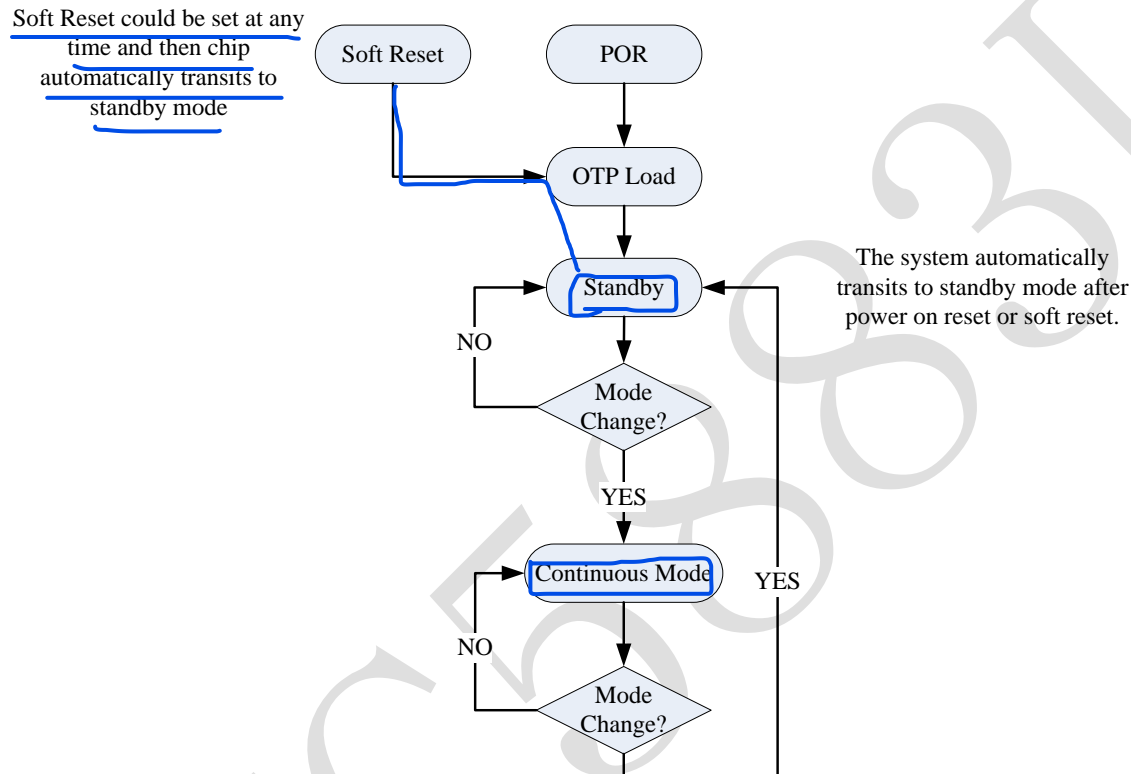 Soft Reset could be set at any
time and then chip
automatically transits to
standby mode
Soft Reset
POR
OTP Load
Standby
The system automatically
transits to standby mode after
power on reset or soft reset.
NO
Mode
Change?
YES
Continuous Mode
YES
NO
Mode
Change?